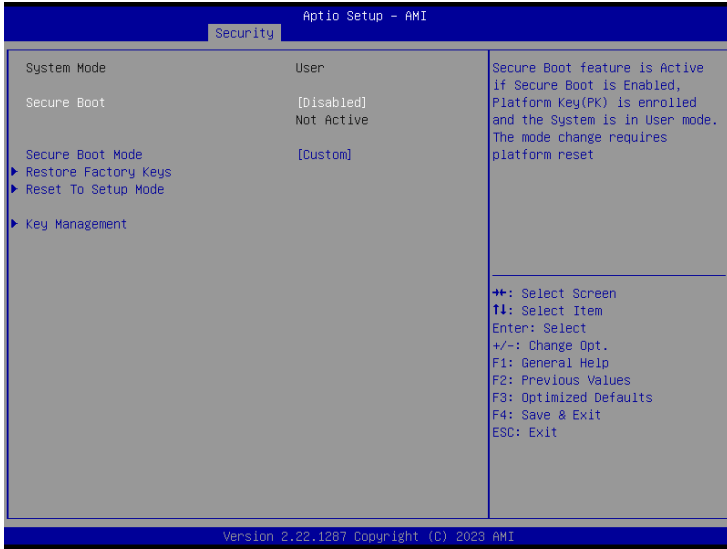 Aptio Setup - AMI
Security
System Mode User
Secure Boot [Disabled]
Not Active
Secure Boot Mode [Custom]
▶ Restore Factory Keys
▶ Reset To Setup Mode
▶ Key Management
Secure Boot feature is Active
if Secure Boot is Enabled,
Platform Key(PK) is enrolled
and the System is in User mode.
The mode change requires
platform reset
→←: Select Screen
↑↓: Select Item
Enter: Select
+/-: Change Opt.
F1: General Help
F2: Previous Values
F3: Optimized Defaults
F4: Save & Exit
ESC: Exit
Version 2.22.1287 Copyright (C) 2023 AMI